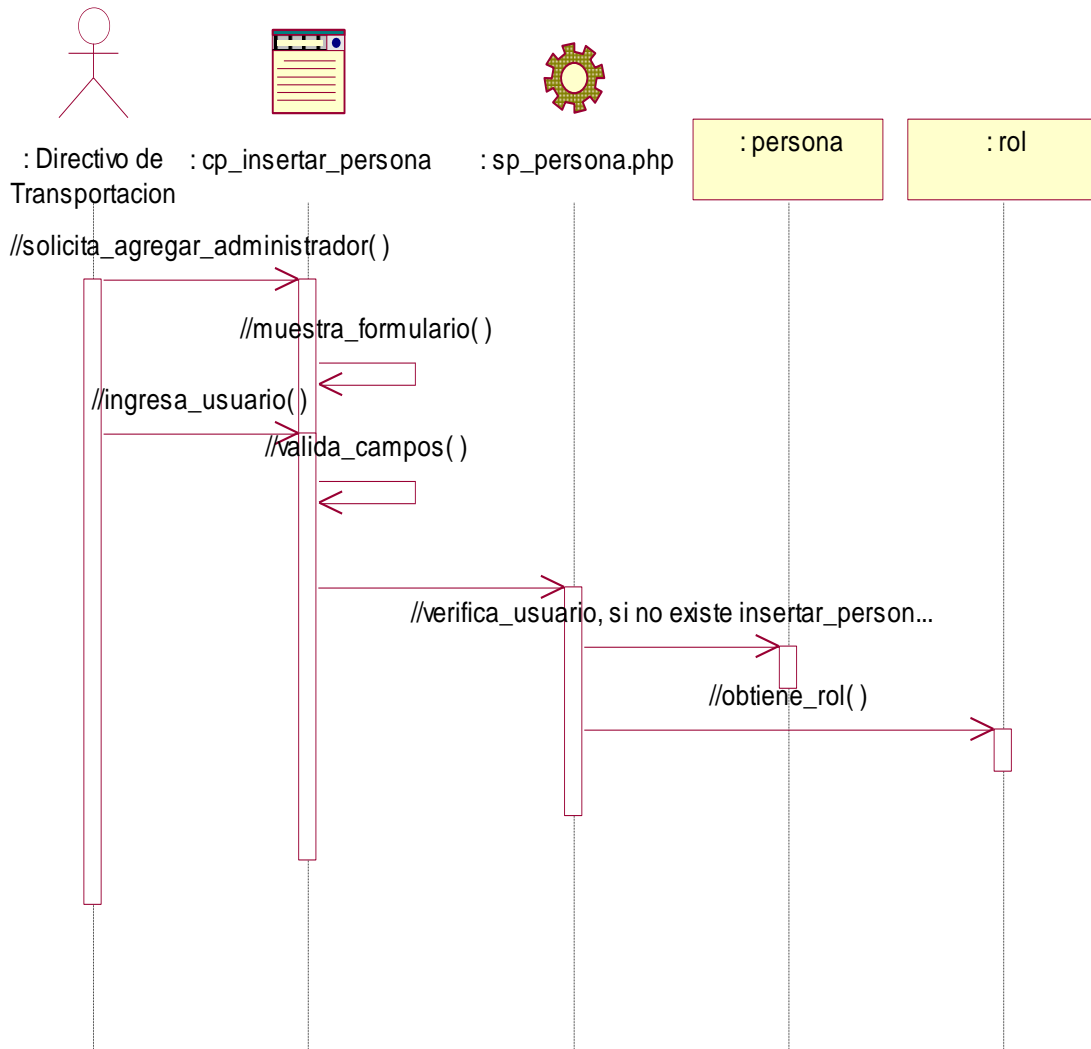 : Directivo de
Transportacion
: cp_insertar_persona
: sp_persona.php
: persona
: rol
//solicita_agregar_administrador( )
//muestra_formulario( )
//ingresa_usuario( )
//valida_campos( )
//verifica_usuario, si no existe insertar_person...
//obtiene_rol( )